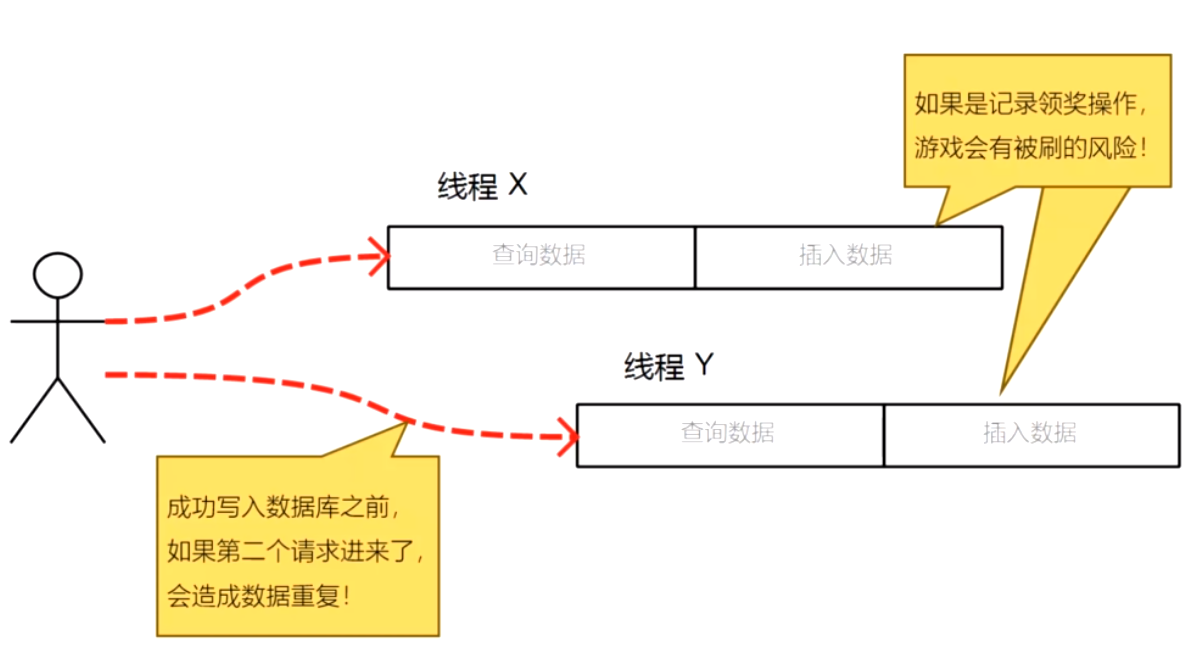 如果是记录领奖操作，
游戏会有被刷的风险！
线程 X
查询数据
插入数据
线程 Y
查询数据
插入数据
成功写入数据库之前，
如果第二个请求进来了，
会造成数据重复！